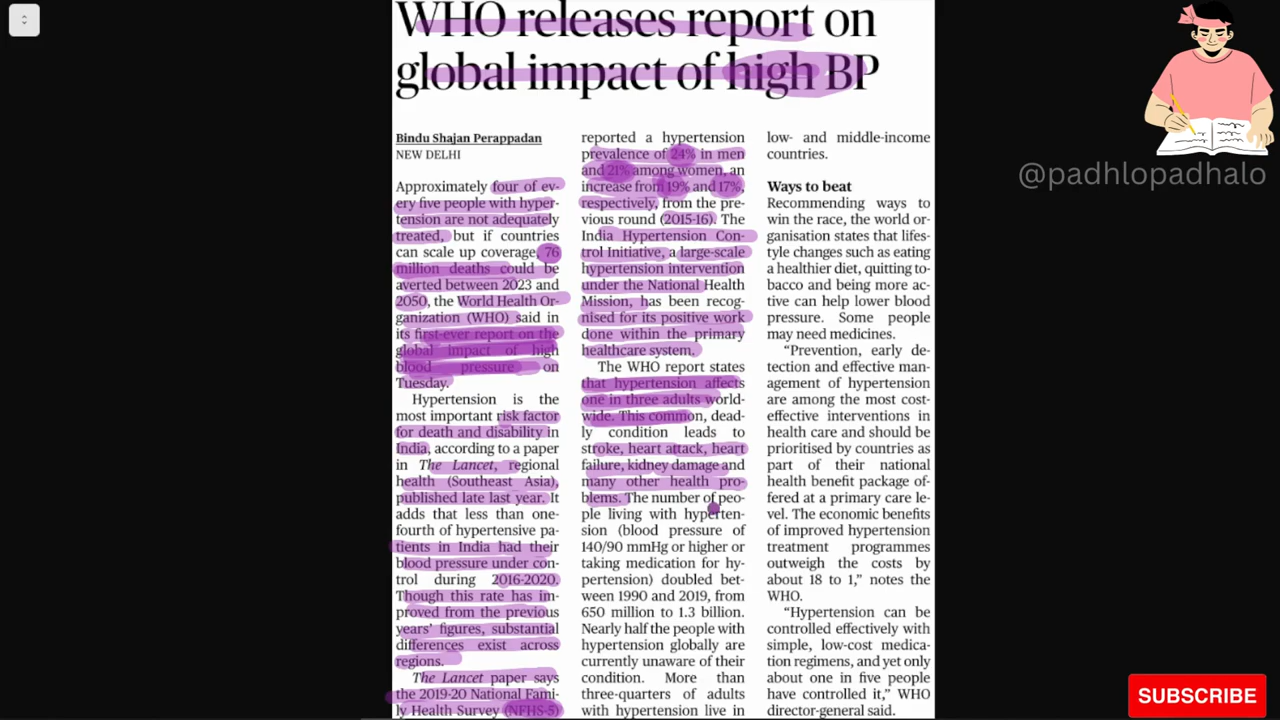 WHO releases report on
global impact of high BP
Bindu Shajan Perappadan
NEW DELHI
Approximately four of ev-
ery five people with hyper-
tension are not adequately
treated, but if countries
can scale up coverage, 76
million deaths could be
averted between 2023 and
2050, the World Health Or-
ganization (WHO) said in
its first-ever report on the
global impact of high
blood pressure on
Tuesday.
Hypertension is the
most important risk factor
for death and disability in
India, according to a paper
in The Lancet, regional
health (Southeast Asia),
published late last year. It
adds that less than one-
fourth of hypertensive pa-
tients in India had their
blood pressure under con-
trol during 2016-2020.
Though this rate has im-
proved from the previous
years' figures, substantial
differences exist across
regions.
The Lancet paper says
the 2019-20 National Fami-
ly Health Survey (NFHS-5)
reported a hypertension
prevalence of 24% in men
and 21% among women, an
increase from 19% and 17%,
respectively, from the pre-
vious round (2015-16). The
India Hypertension Con-
trol Initiative, a large-scale
hypertension intervention
under the National Health
Mission, has been recog-
nised for its positive work
done within the primary
healthcare system.
The WHO report states
that hypertension affects
one in three adults world-
wide. This common, dead-
ly condition leads to
stroke, heart attack, heart
failure, kidney damage and
many other health pro-
blems. The number of peo-
ple living with hyperten-
sion (blood pressure of
140/90 mmHg or higher or
taking medication for hy-
pertension) doubled bet-
ween 1990 and 2019, from
650 million to 1.3 billion.
Nearly half the people with
hypertension globally are
currently unaware of their
condition. More than
three-quarters of adults
with hypertension live in
low- and middle-income
countries.
Ways to beat
Recommending ways to
win the race, the world or-
ganisation states that lifes-
tyle changes such as eating
a healthier diet, quitting to-
bacco and being more ac-
tive can help lower blood
pressure. Some people
may need medicines.
"Prevention, early de-
tection and effective man-
agement of hypertension
are among the most cost-
effective interventions in
health care and should be
prioritised by countries as
part of their national
health benefit package of-
fered at a primary care le-
vel. The economic benefits
of improved hypertension
treatment programmes
outweigh the costs by
about 18 to 1," notes the
WHO.
"Hypertension can be
controlled effectively with
simple, low-cost medica-
tion regimens, and yet only
about one in five people
have controlled it," WHO
director-general said.
@padhlopadhalo
SUBSCRIBE